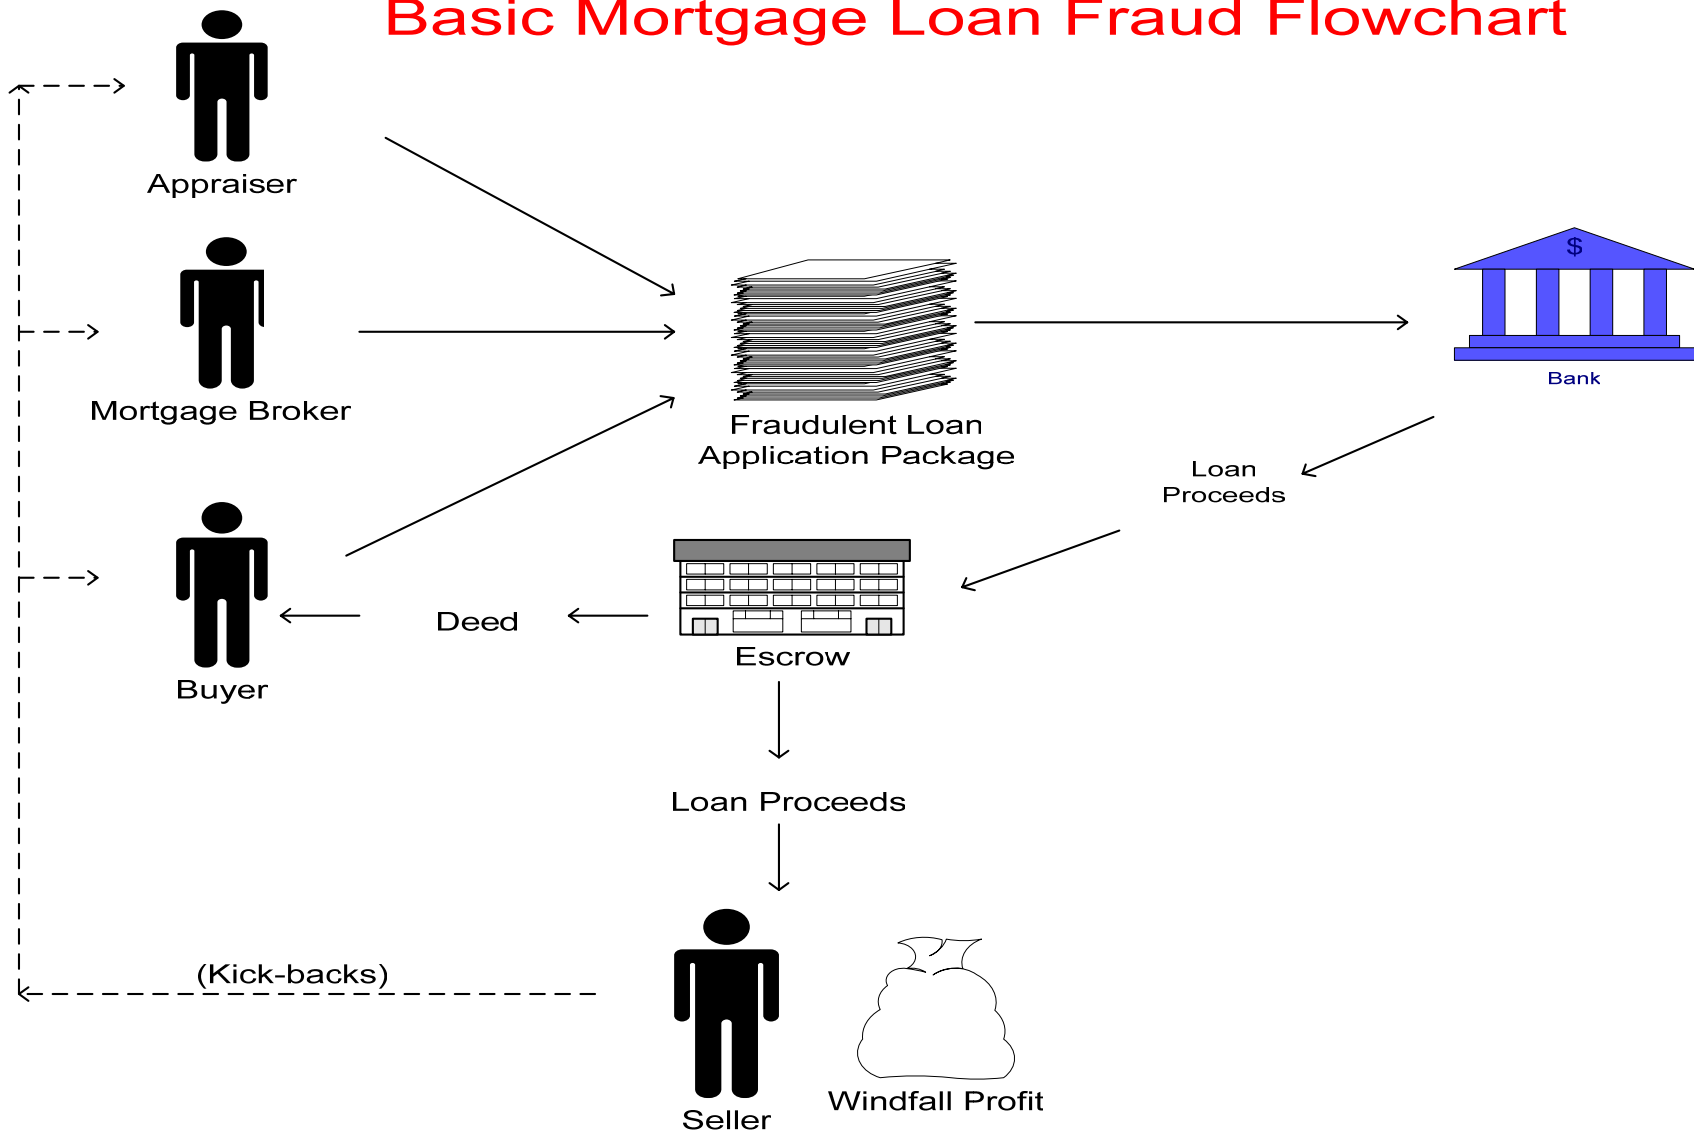 Basic Mortgage Loan Fraud Flowchart
Appraiser
$
Mortgage Broker
Bank
Fraudulent Loan
Application Package
Loan
Proceeds
Deed
Escrow
Buyer
Loan Proceeds
(Kick-backs)
Windfall Profit
Seller